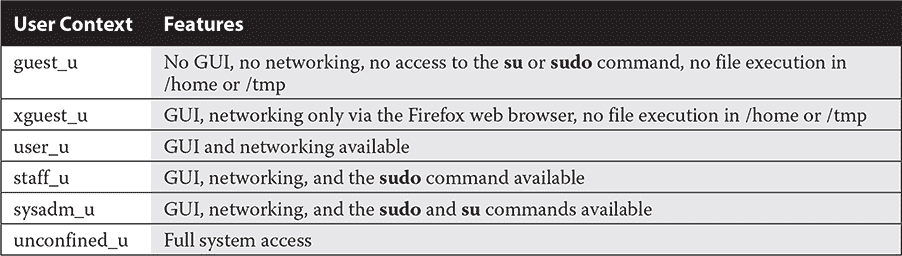 User Context Features
guest_u No GUI, no networking, no access to the su or sudo command, no file execution in
/home or /tmp
xguest_u GUI, networking only via the Firefox web browser, no file execution in /home or /tmp
user_u GUI and networking available
staff_u GUI, networking, and the sudo command available
sysadm_u GUI, networking, and the sudo and su commands available
unconfined_u Full system access